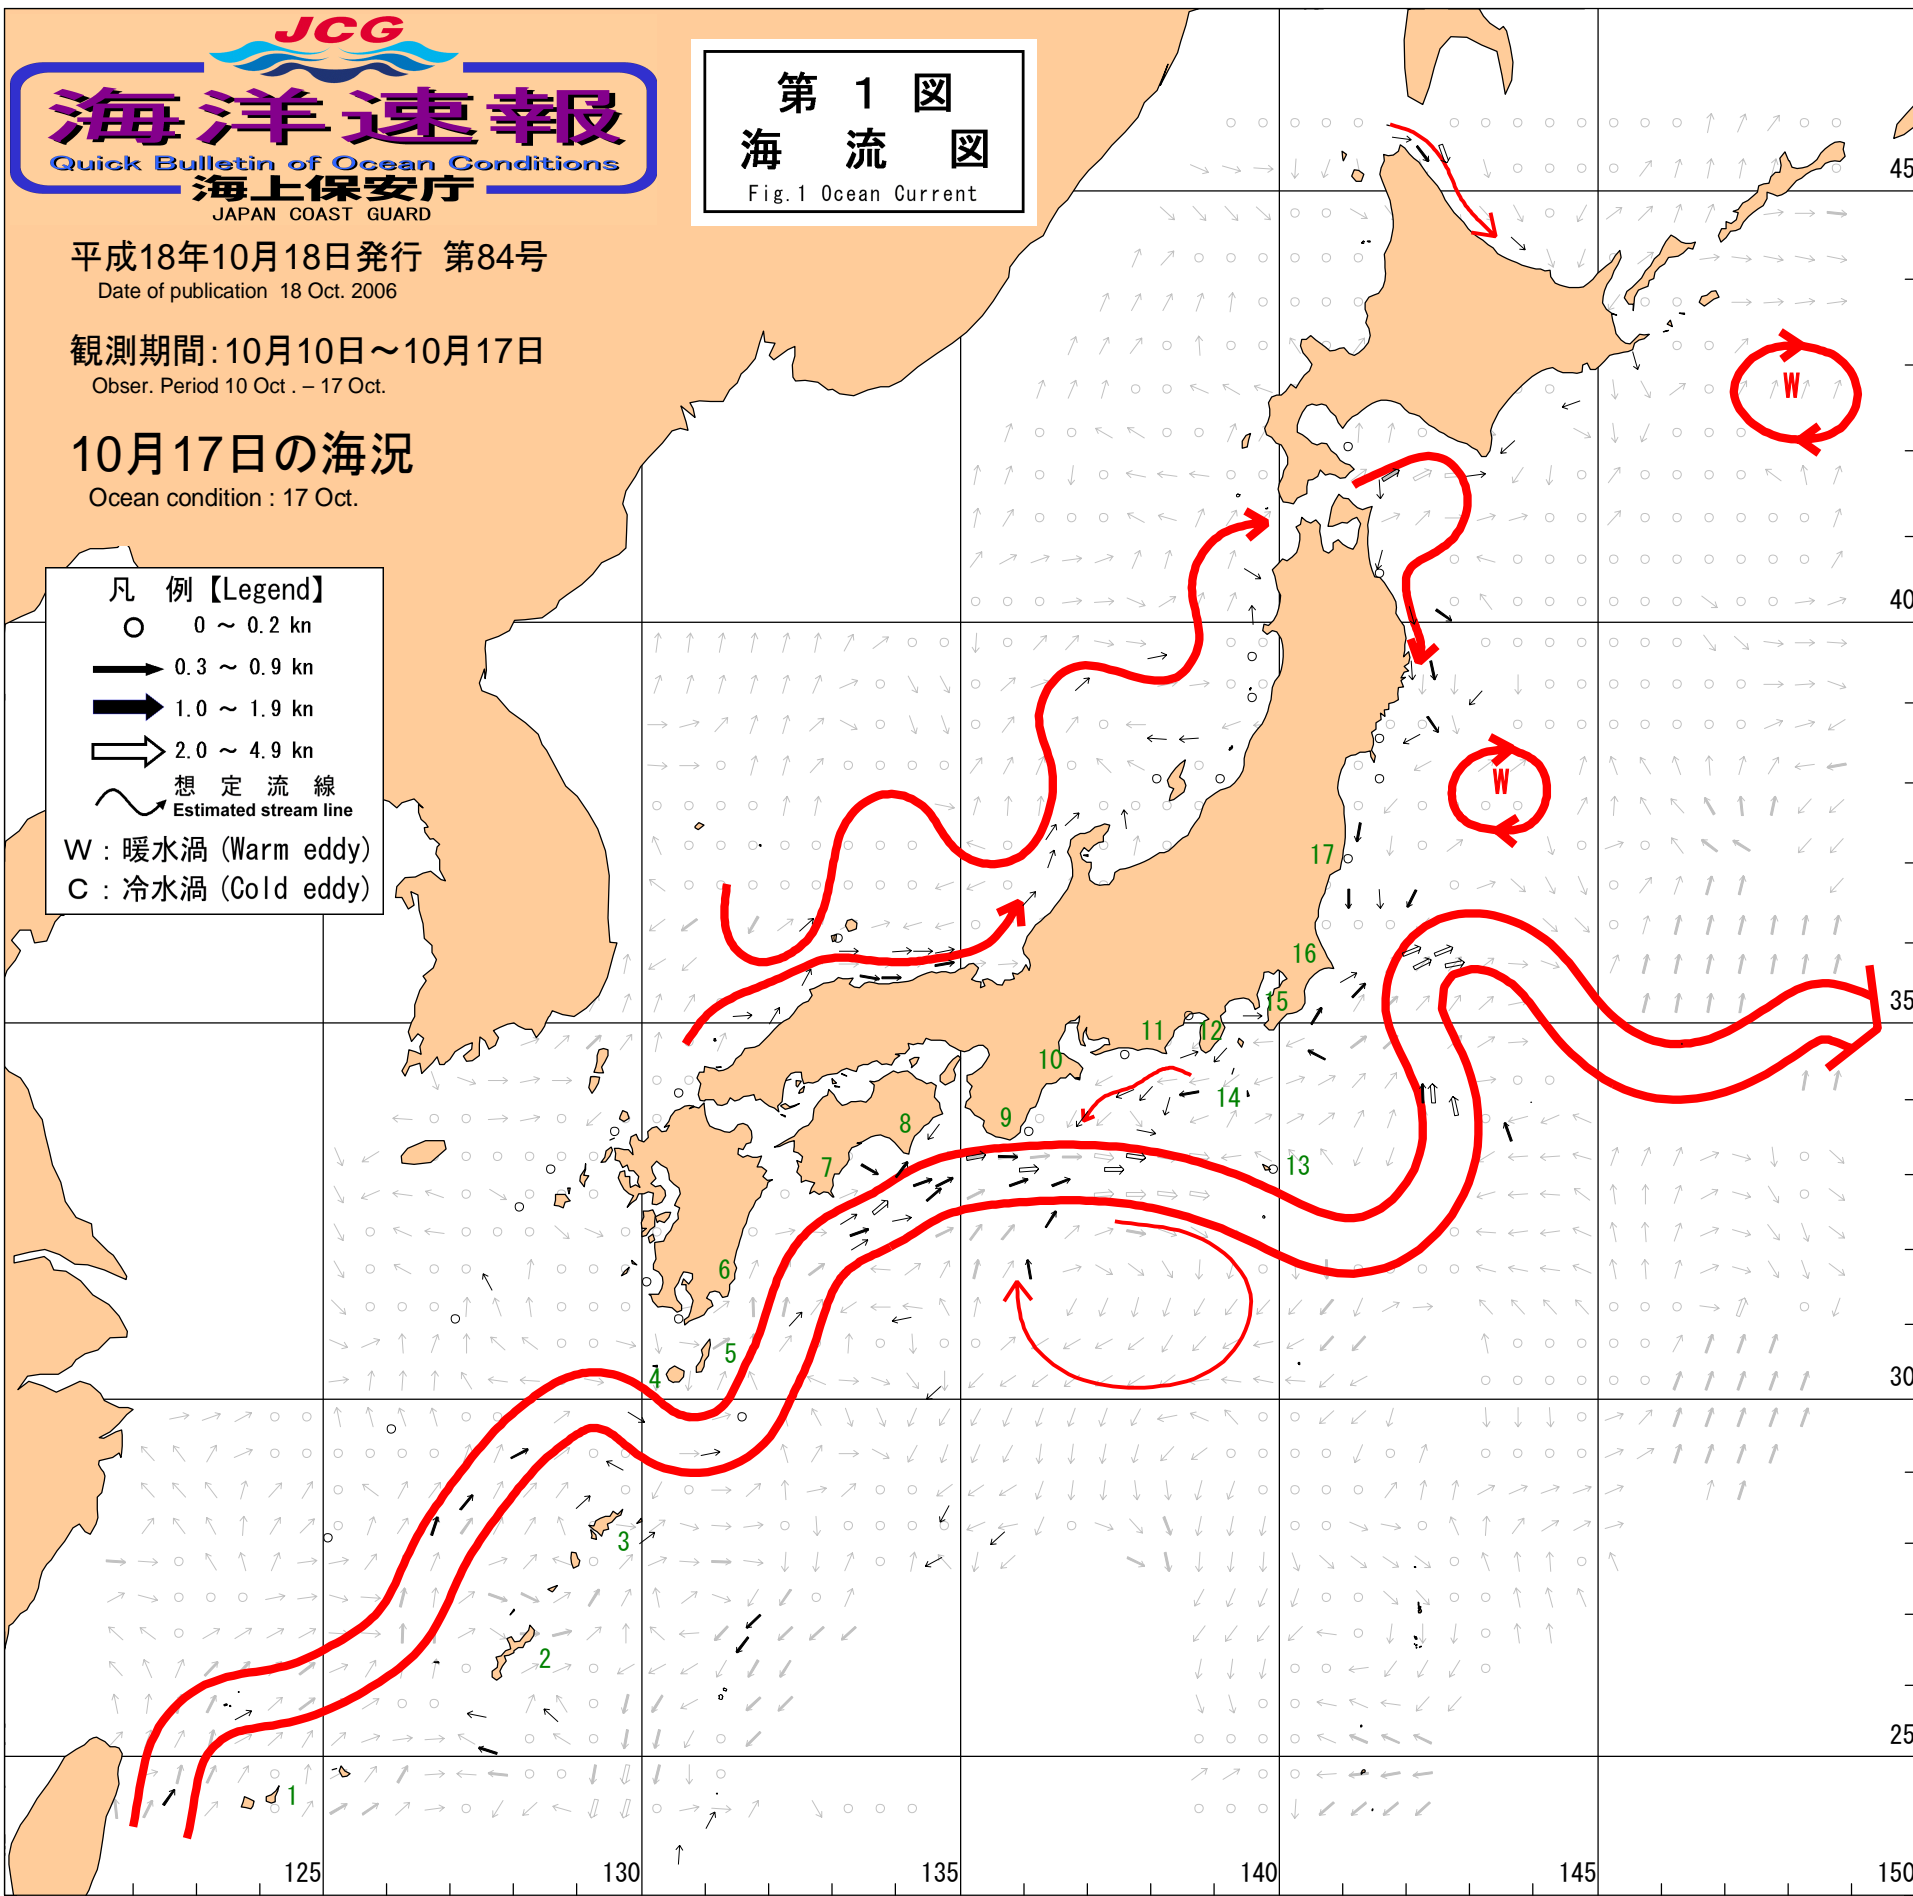 JCG
海洋速報
Quick Bulletin of Ocean Conditions
海上保安庁
JAPAN COAST GUARD
平成18年10月18日発行 第84号
Date of publication 18 Oct. 2006
観測期間:10月10日～10月17日
Obser. Period 10 Oct . – 17 Oct.
10月17日の海況
Ocean condition : 17 Oct.
第 1 図
海 流 図
Fig.1 Ocean Current
凡 例【Legend】
0 ～ 0.2 kn
0.3 ～ 0.9 kn
1.0 ～ 1.9 kn
2.0 ～ 4.9 kn
想 定 流 線
Estimated stream line
W : 暖水渦 (Warm eddy)
C : 冷水渦 (Cold eddy)
45
W
40
W
17
16
35
15
12
11
10
14
9
8
7
13
6
5
4
30
3
2
25
1
125
130
135
140
145
150